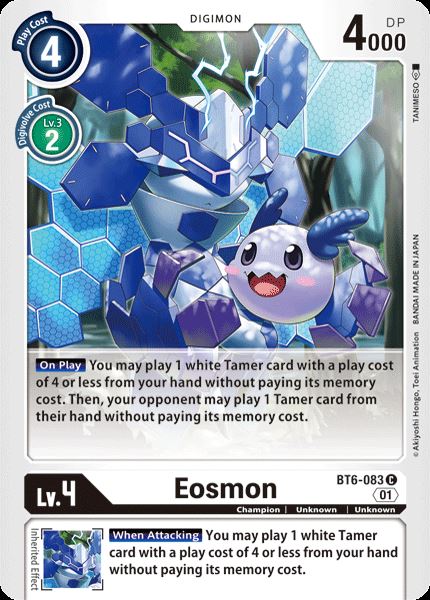 DIGIMON
Play Cost
4
4000
DP
Digivolve Cost
Lv.3
2
TANIMESO
©Akiyoshi Hongo, Toei Animation BANDAI MADE IN JAPAN
On Play You may play 1 white Tamer card with a play cost
of 4 or less from your hand without paying its memory
cost. Then, your opponent may play 1 Tamer card from
their hand without paying its memory cost.
BT6-083 C
Lv.4
Eosmon
01
Champion | Unknown | Unknown
Inherited Effect
When Attacking You may play 1 white Tamer
card with a play cost of 4 or less from your hand
without paying its memory cost.